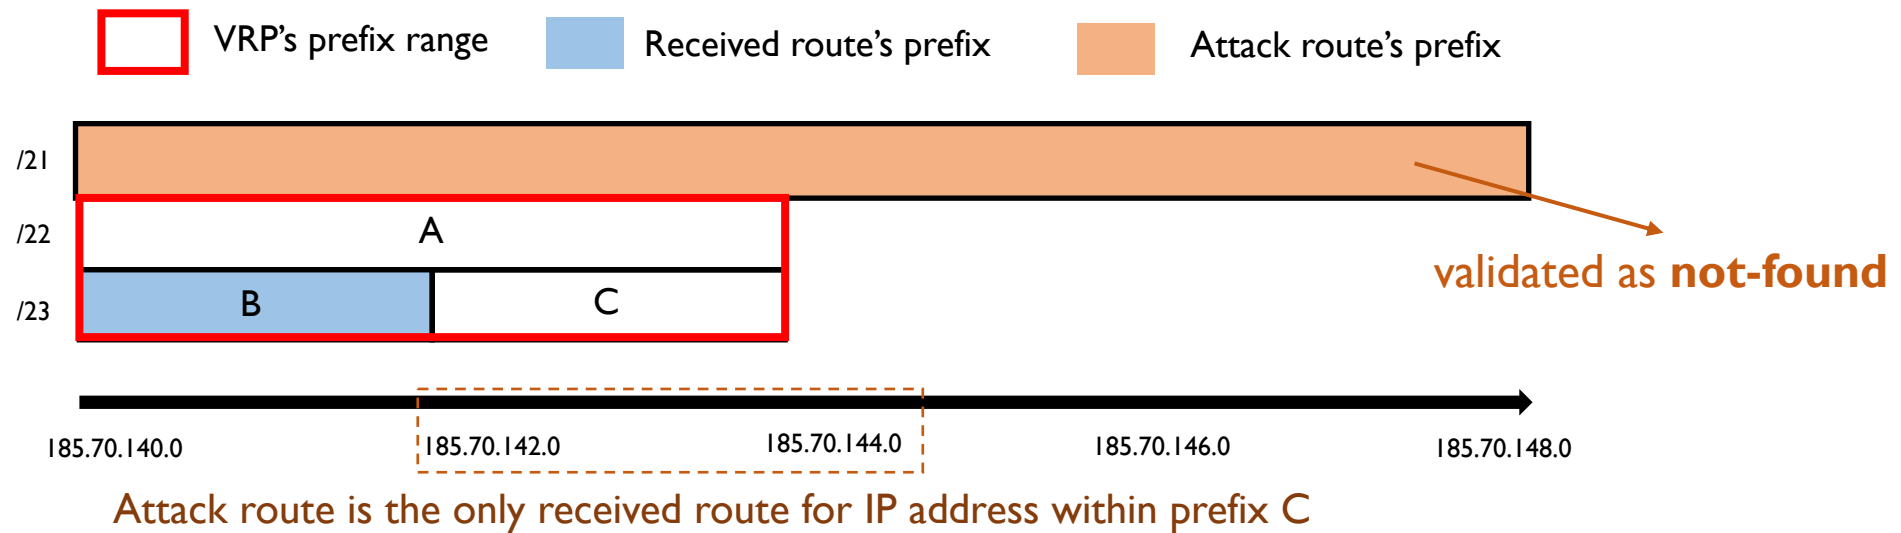 VRP's prefix range
Received route's prefix
Attack route's prefix
/21
/22
A
/23
B
C
validated as not-found
185.70.140.0
185.70.142.0
185.70.144.0
185.70.146.0
185.70.148.0
Attack route is the only received route for IP address within prefix C